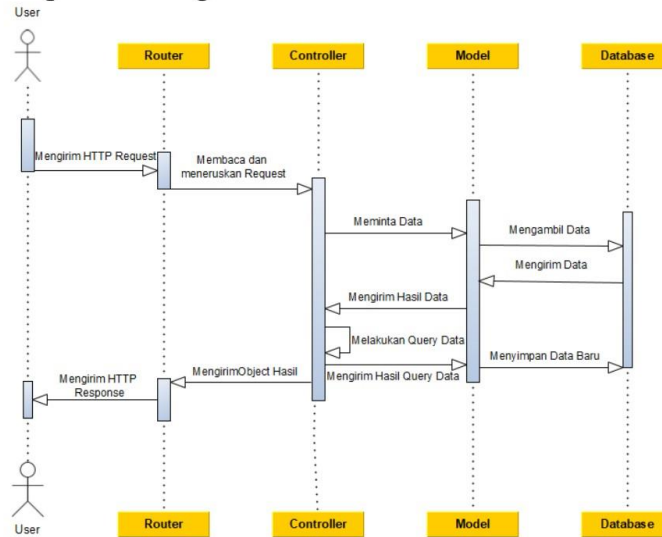 User
Router
Controller
Model
Database
Mengirim HTTP Request
Membaca dan
meneruskan Request
Meminta Data
Mengambil Data
Mengirim Data
Mengirim Hasil Data
Melakukan Query Data
MengirimObject Hasil
Mengirim Hasil Query Data
Menyimpan Data Baru
Mengirim HTTP
Response
User
Router
Controller
Model
Database